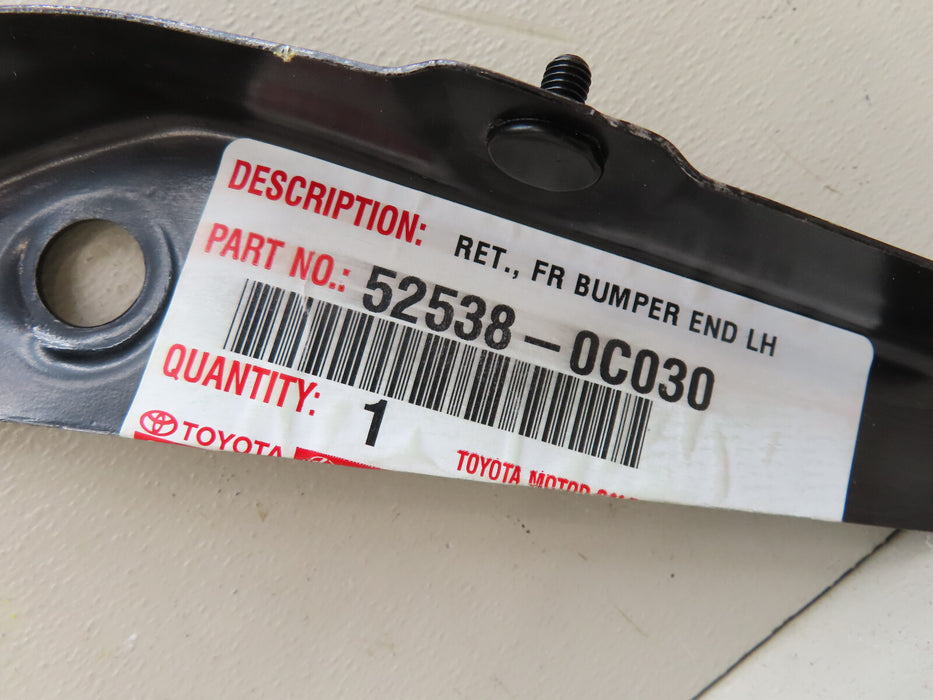 DESCRIPTION: RET., FR BUMPER END LH
PART NO.: 52538-0C030
QUANTITY: 1
TOYOTA TOYOTA MOTOR